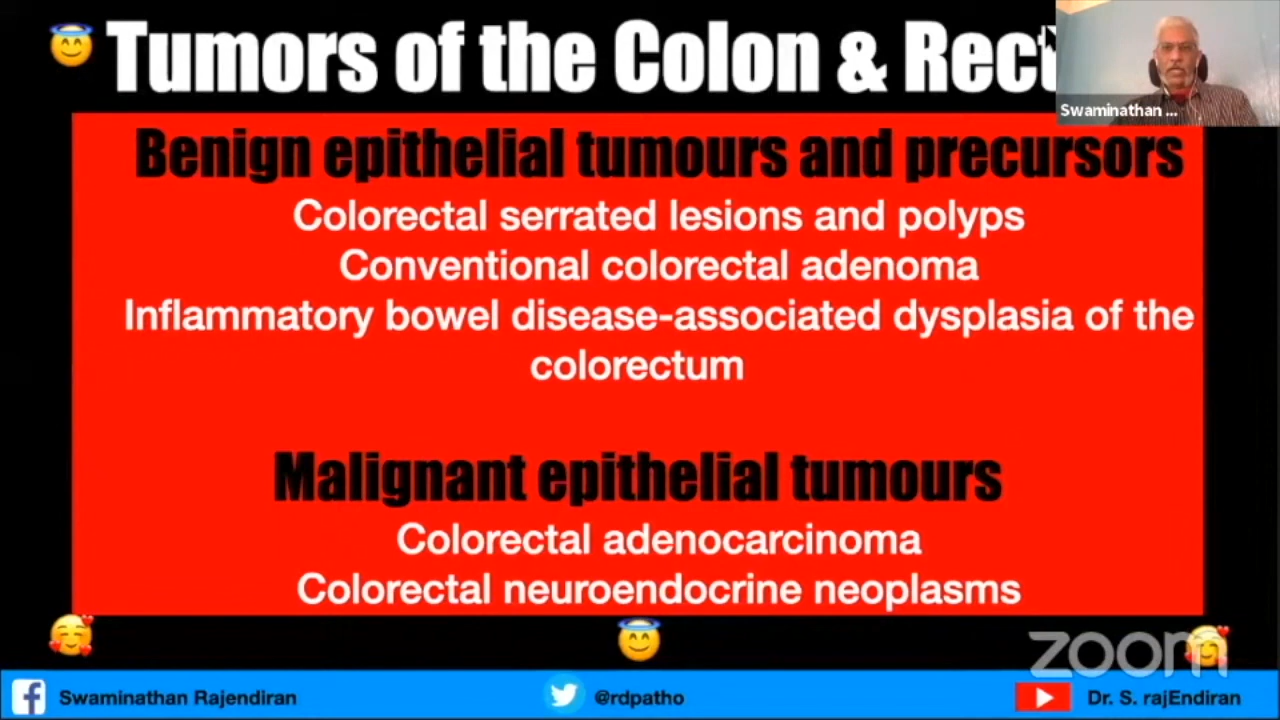 Tumors of the Colon & Rect
Swaminathan ...
Benign epithelial tumours and precursors
Colorectal serrated lesions and polyps
Conventional colorectal adenoma
Inflammatory bowel disease-associated dysplasia of the
colorectum
Malignant epithelial tumours
Colorectal adenocarcinoma
Colorectal neuroendocrine neoplasms
zoom
Swaminathan Rajendiran
@rdpatho
Dr. S. rajEndiran